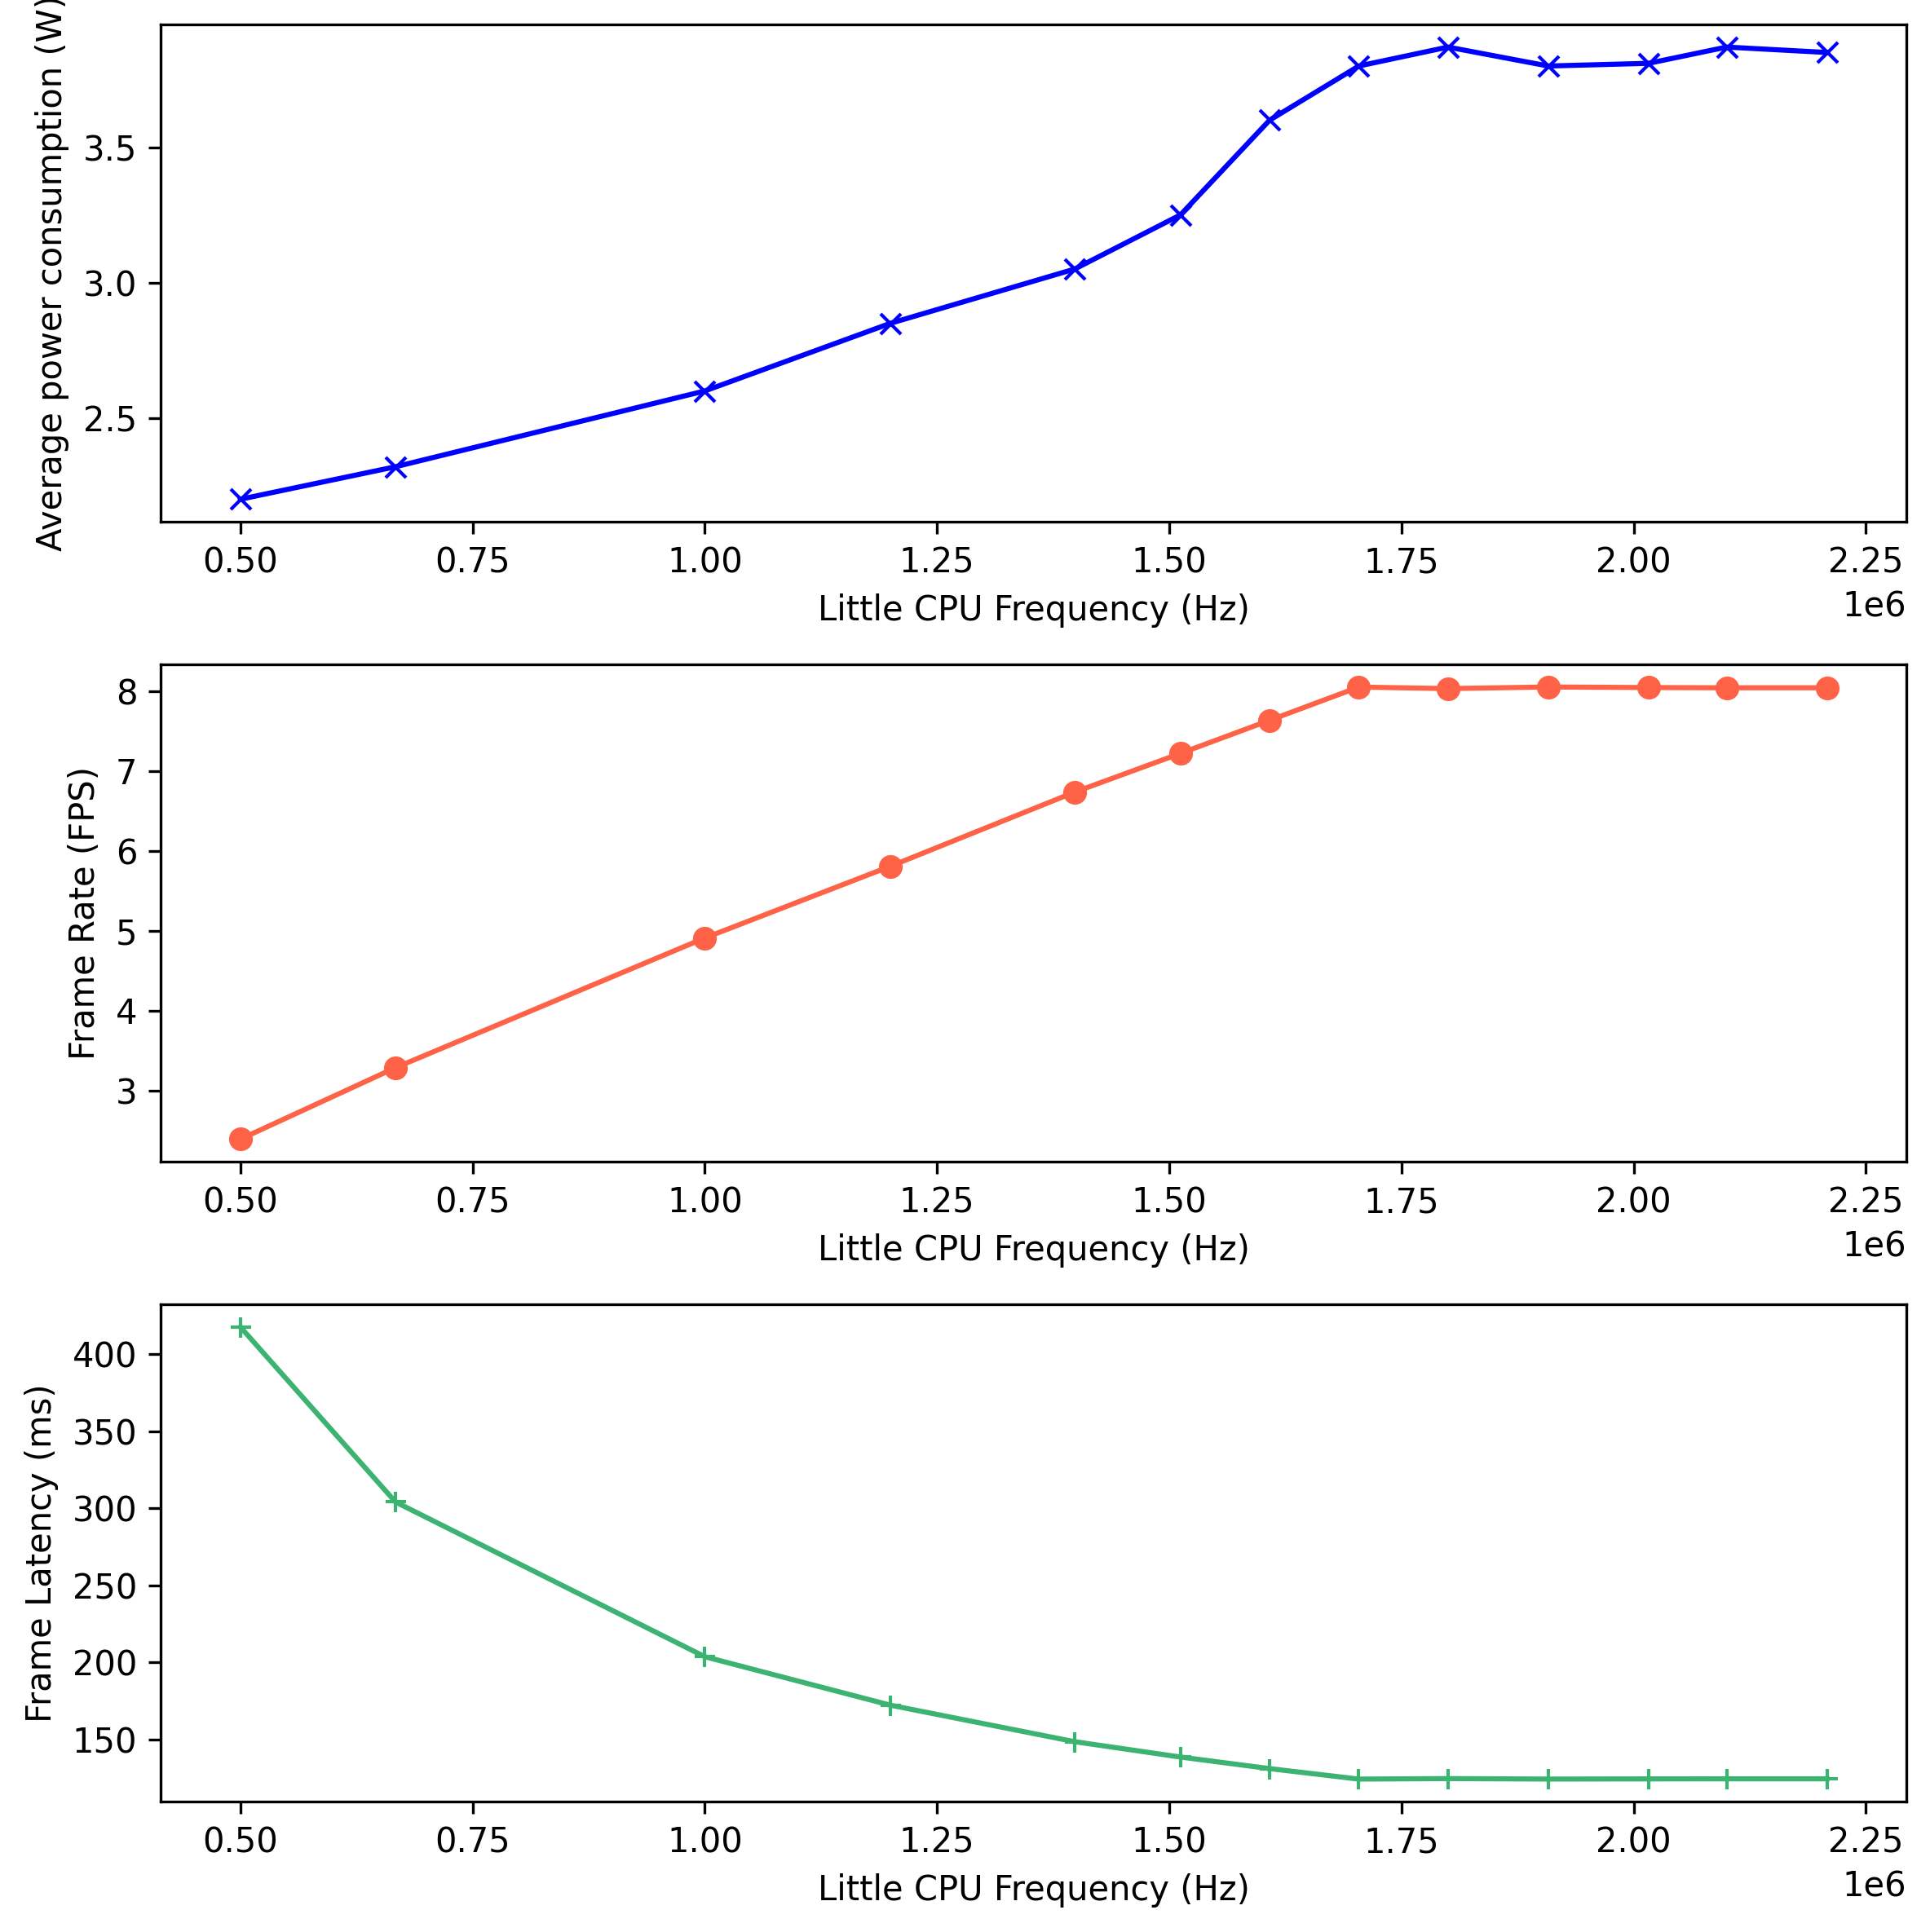 Average power consumption (W)
3.5
3.0
2.5
0.50 0.75 1.00 1.25 1.50 1.75 2.00 2.25
1e6
Little CPU Frequency (Hz)
Frame Rate (FPS)
8
7
6
5
4
3
0.50 0.75 1.00 1.25 1.50 1.75 2.00 2.25
1e6
Little CPU Frequency (Hz)
Frame Latency (ms)
400
350
300
250
200
150
0.50 0.75 1.00 1.25 1.50 1.75 2.00 2.25
1e6
Little CPU Frequency (Hz)